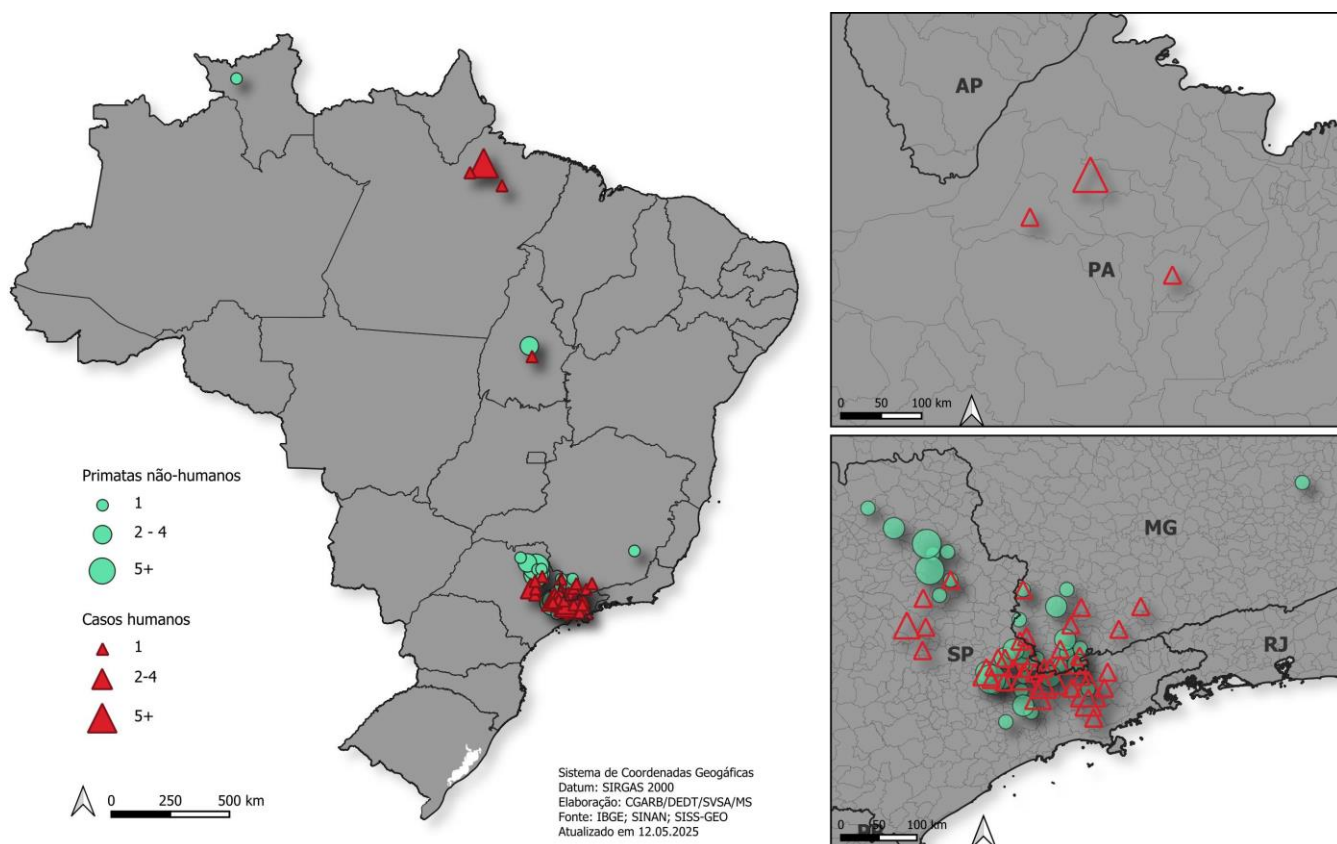 Primatas não-humanos
1
2 - 4
5+
Casos humanos
1
2-4
5+
0 250 500 km
Sistema de Coordenadas Geogáficas
Datum: SIRGAS 2000
Elaboração: CGARB/DEDT/SVSA/MS
Fonte: IBGE; SINAN; SISS-GEO
Atualizado em 12.05.2025
AP
PA
0 50 100 km
MG
SP
RJ
PR
0 50 100 km